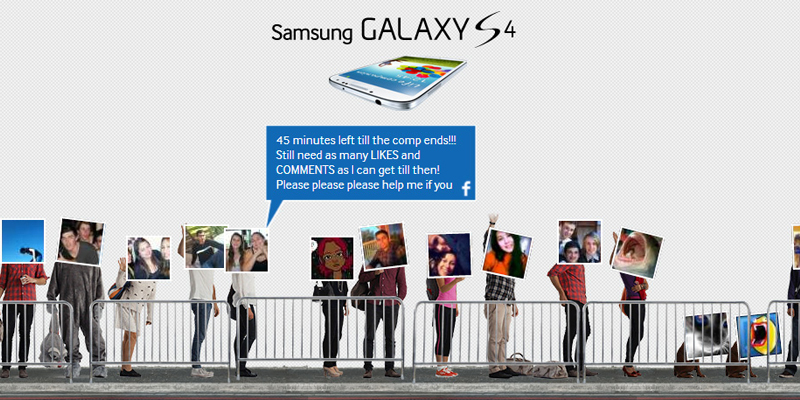 Samsung GALAXY S4
45 minutes left till the comp ends!!!
Still need as many LIKES and
COMMENTS as I can get till then!
Please please please help me if you
f